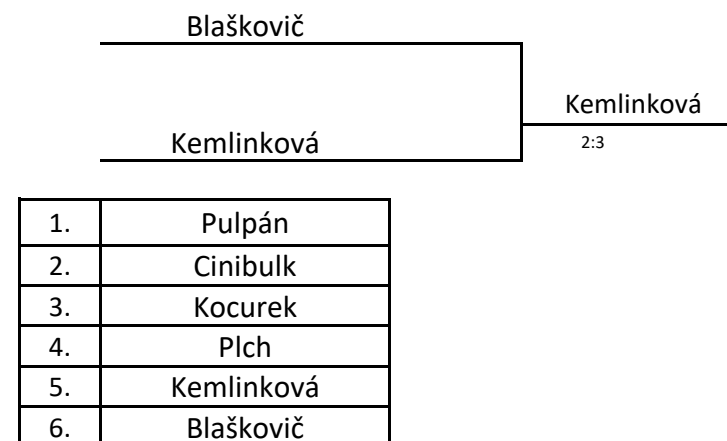 Blaškovič
Kemlinková
Kemlinková
2:3
1. Pulpán
2. Cinibulk
3. Kocurek
4. Plch
5. Kemlinková
6. Blaškovič